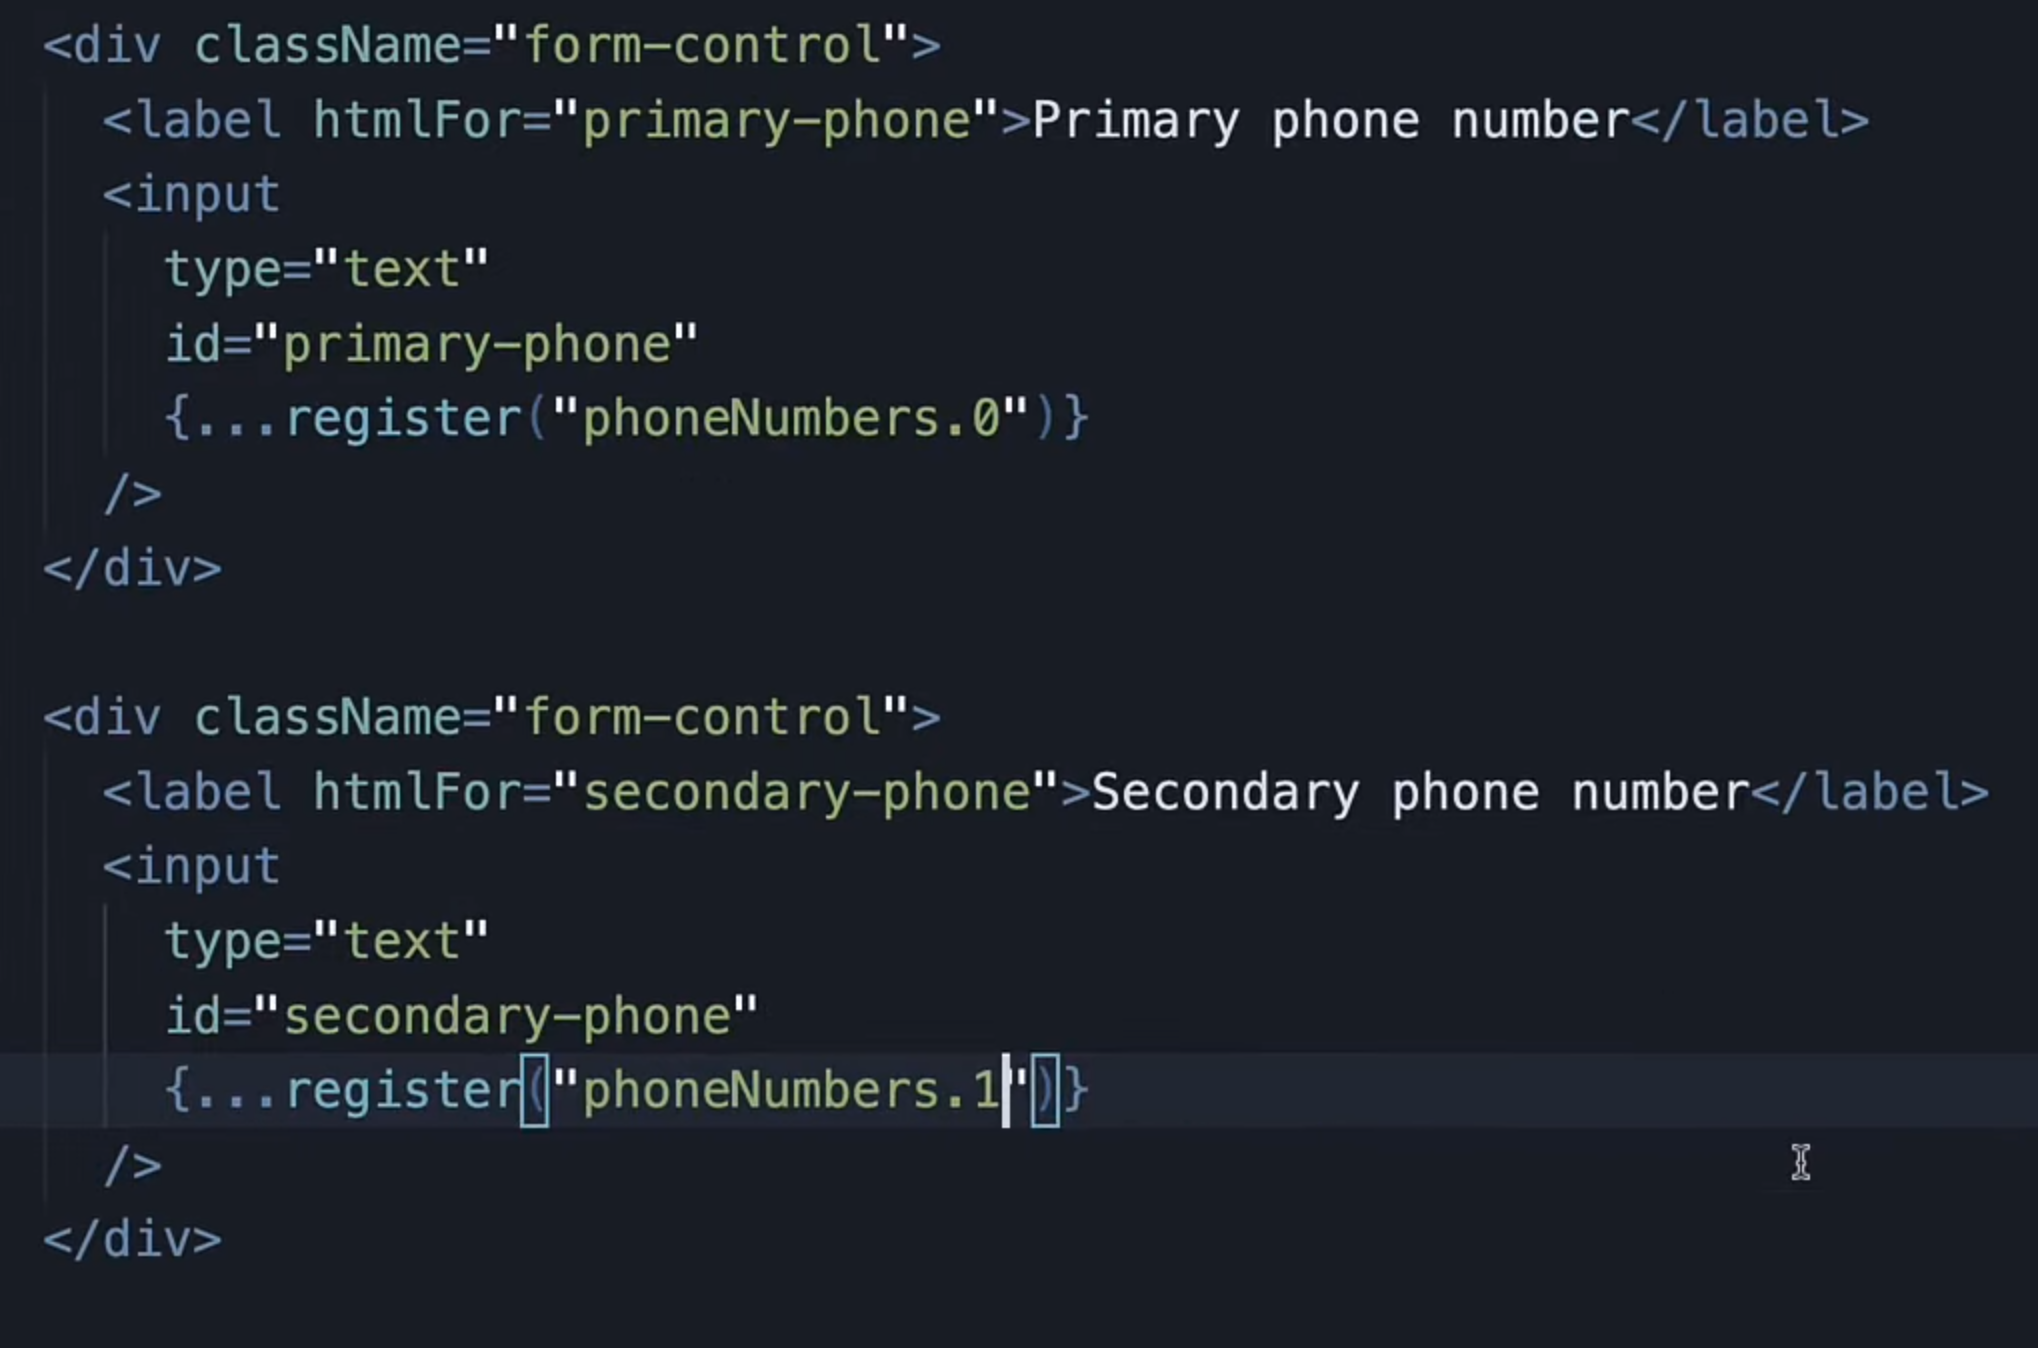 <div className="form-control">
<label htmlFor="primary-phone">Primary phone number</label>
<input
type="text"
id="primary-phone"
{...register("phoneNumbers.0")}
/>
</div>
<div className="form-control">
<label htmlFor="secondary-phone">Secondary phone number</label>
<input
type="text"
id="secondary-phone"
{...register("phoneNumbers.1")}
/>
</div>